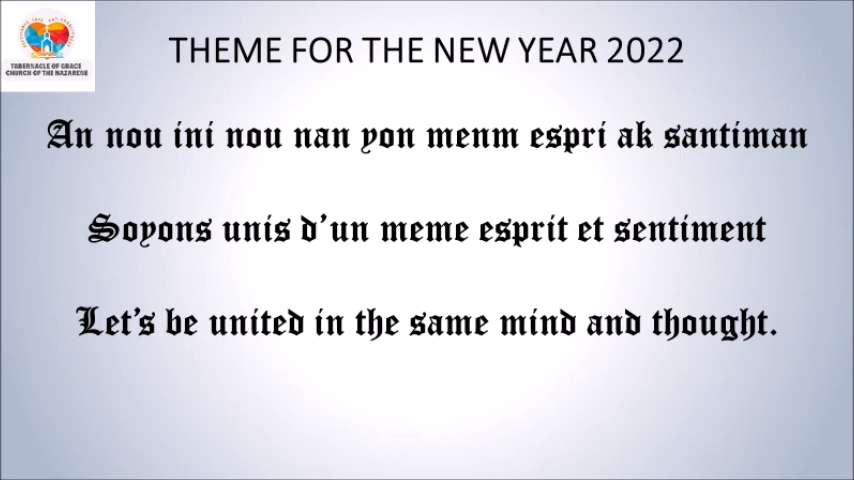 TABERNACLE OF GRACE
CHURCH OF THE NAZARENE
THEME FOR THE NEW YEAR 2022
An nou ini nou nan yon menm espri ak santiman
Soyons unis d'un meme esprit et sentiment
Let's be united in the same mind and thought.